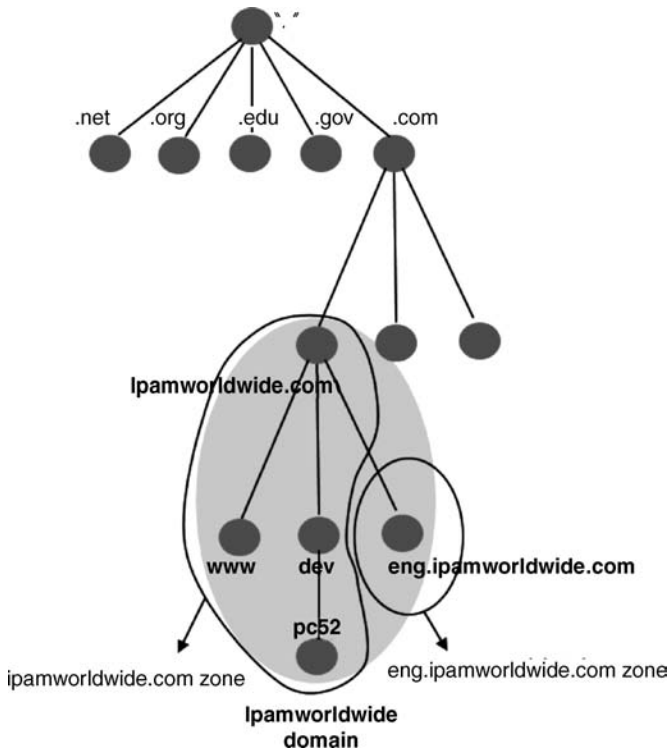 "."
.net .org .edu .gov .com
Ipamworldwide.com
www dev eng.ipamworldwide.com
pc52
ipamworldwide.com zone
eng.ipamworldwide.com zone
Ipamworldwide
domain